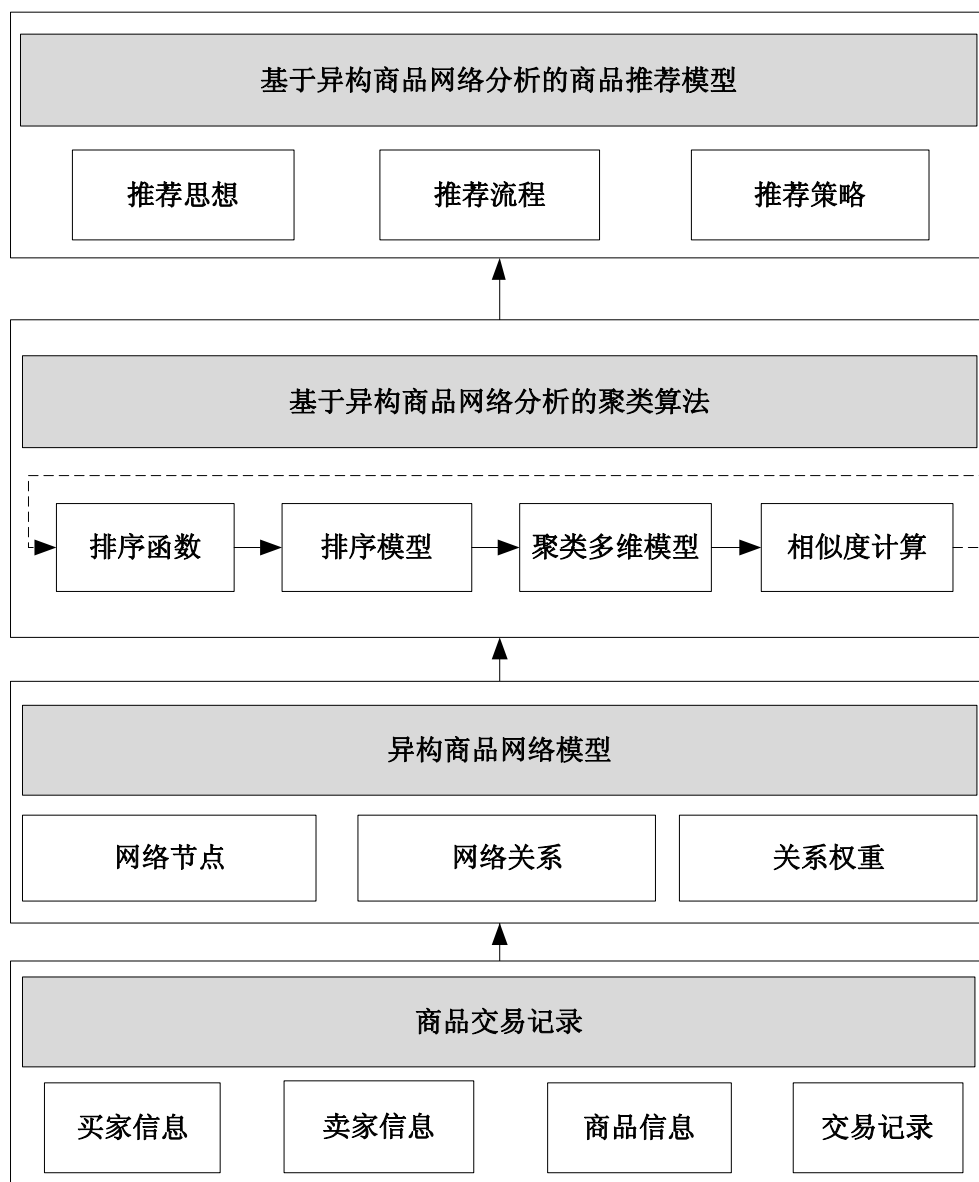 基于异构商品网络分析的商品推荐模型
推荐思想
推荐流程
推荐策略
基于异构商品网络分析的聚类算法
排序函数
排序模型
聚类多维模型
相似度计算
异构商品网络模型
网络节点
网络关系
关系权重
商品交易记录
买家信息
卖家信息
商品信息
交易记录